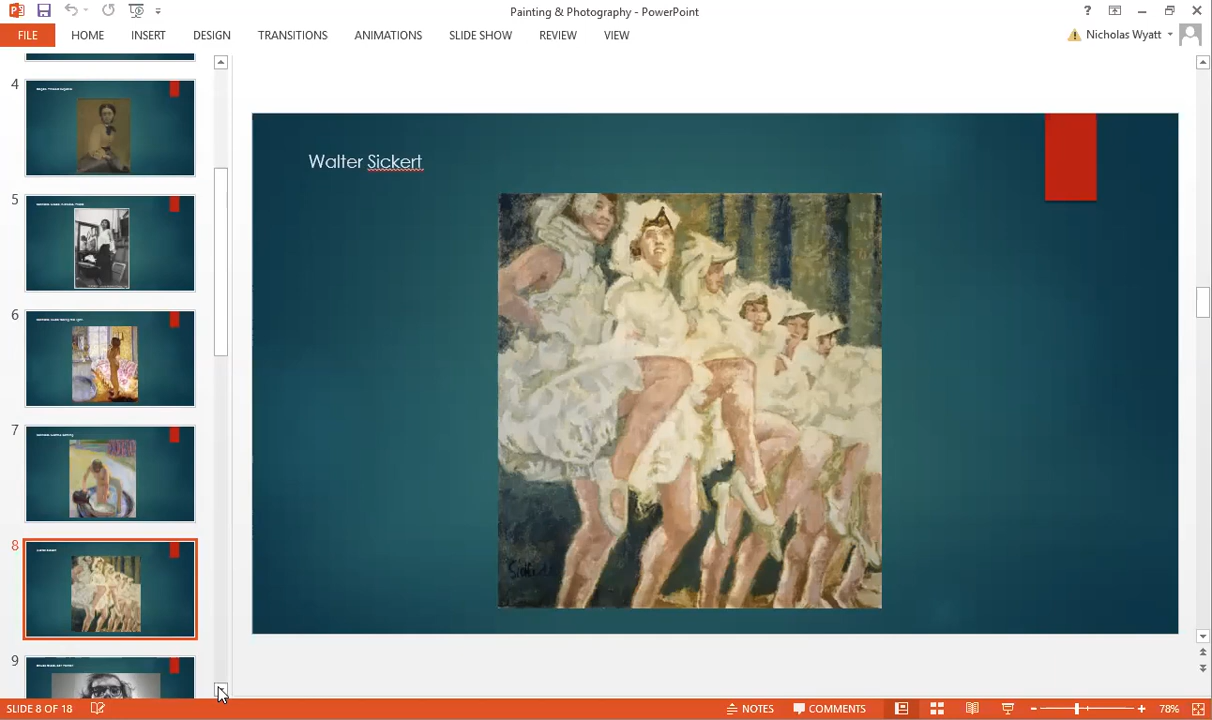 Painting & Photography - PowerPoint
?
FILE
HOME
INSERT
DESIGN
TRANSITIONS
ANIMATIONS
SLIDE SHOW
REVIEW
VIEW
Nicholas Wyatt
4
5
6
7
8
9
Walter Sickert
SLIDE 8 OF 18
NOTES
COMMENTS
78%